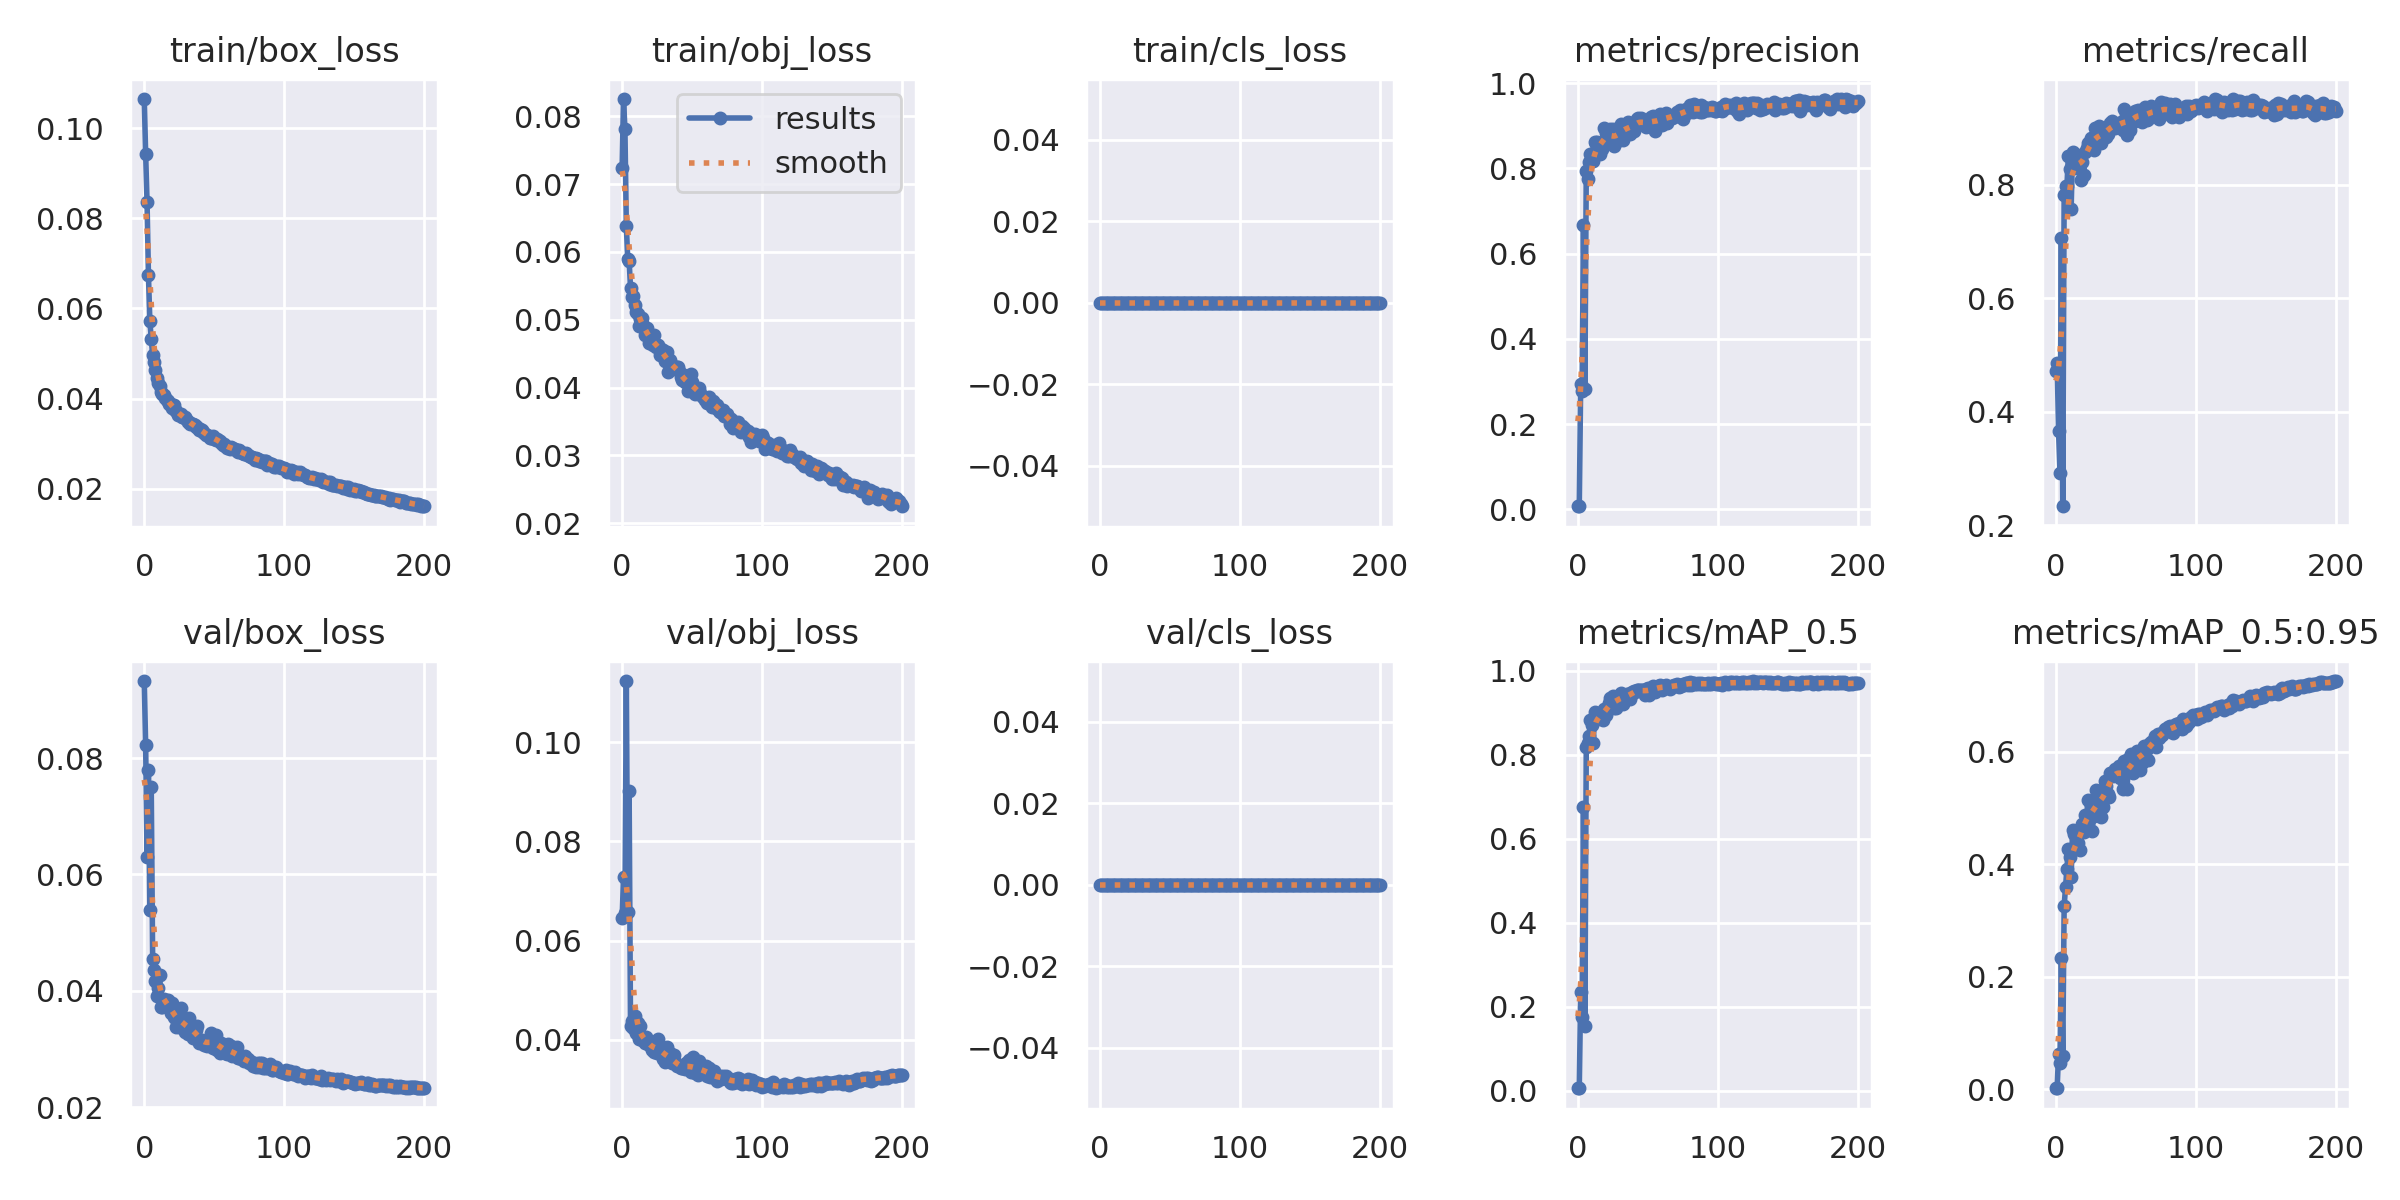 train/box_loss
0.10
0.08
0.06
0.04
0.02
0 100 200
train/obj_loss
results
smooth
0.08
0.07
0.06
0.05
0.04
0.03
0.02
0 100 200
train/cls_loss
0.04
0.02
0.00
−0.02
−0.04
0 100 200
metrics/precision
1.0
0.8
0.6
0.4
0.2
0.0
0 100 200
metrics/recall
0.8
0.6
0.4
0.2
0 100 200
val/box_loss
0.08
0.06
0.04
0.02
0 100 200
val/obj_loss
0.10
0.08
0.06
0.04
0 100 200
val/cls_loss
0.04
0.02
0.00
−0.02
−0.04
0 100 200
metrics/mAP_0.5
1.0
0.8
0.6
0.4
0.2
0.0
0 100 200
metrics/mAP_0.5:0.95
0.6
0.4
0.2
0.0
0 100 200